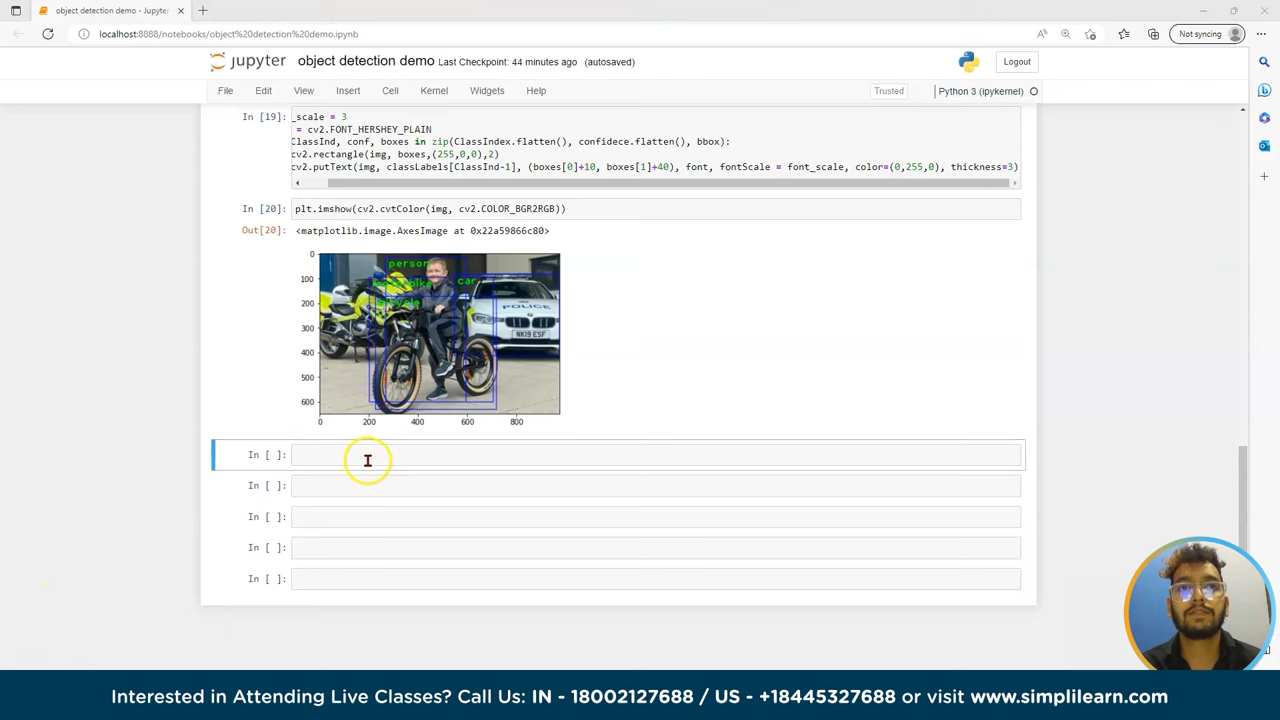 object detection demo - Jupyter
localhost:8888/notebooks/object%20detection%20demo.ipynb
Not syncing
jupyter object detection demo Last Checkpoint: 44 minutes ago (autosaved)
Logout
File Edit View Insert Cell Kernel Widgets Help
Trusted
Python 3 (ipykernel)
In [19]:
_scale = 3
= cv2.FONT_HERSHEY_PLAIN
ClassInd, conf, boxes in zip(ClassIndex.flatten(), confidece.flatten(), bbox):
cv2.rectangle(img, boxes,(255,0,0),2)
cv2.putText(img, classLabels[ClassInd-1], (boxes[0]+10, boxes[1]+40), font, fontScale = font_scale, color=(0,255,0), thickness=3)
In [20]: plt.imshow(cv2.cvtColor(img, cv2.COLOR_BGR2RGB))
Out[20]: <matplotlib.image.AxesImage at 0x22a59866c80>
0
100
200
300
400
500
600
person
motorbike
car
bicycle
POLICE
NK19 ESF
0 200 400 600 800
In [ ]:
In [ ]:
In [ ]:
In [ ]:
In [ ]:
Interested in Attending Live Classes? Call Us: IN - 18002127688 / US - +18445327688 or visit www.simplilearn.com